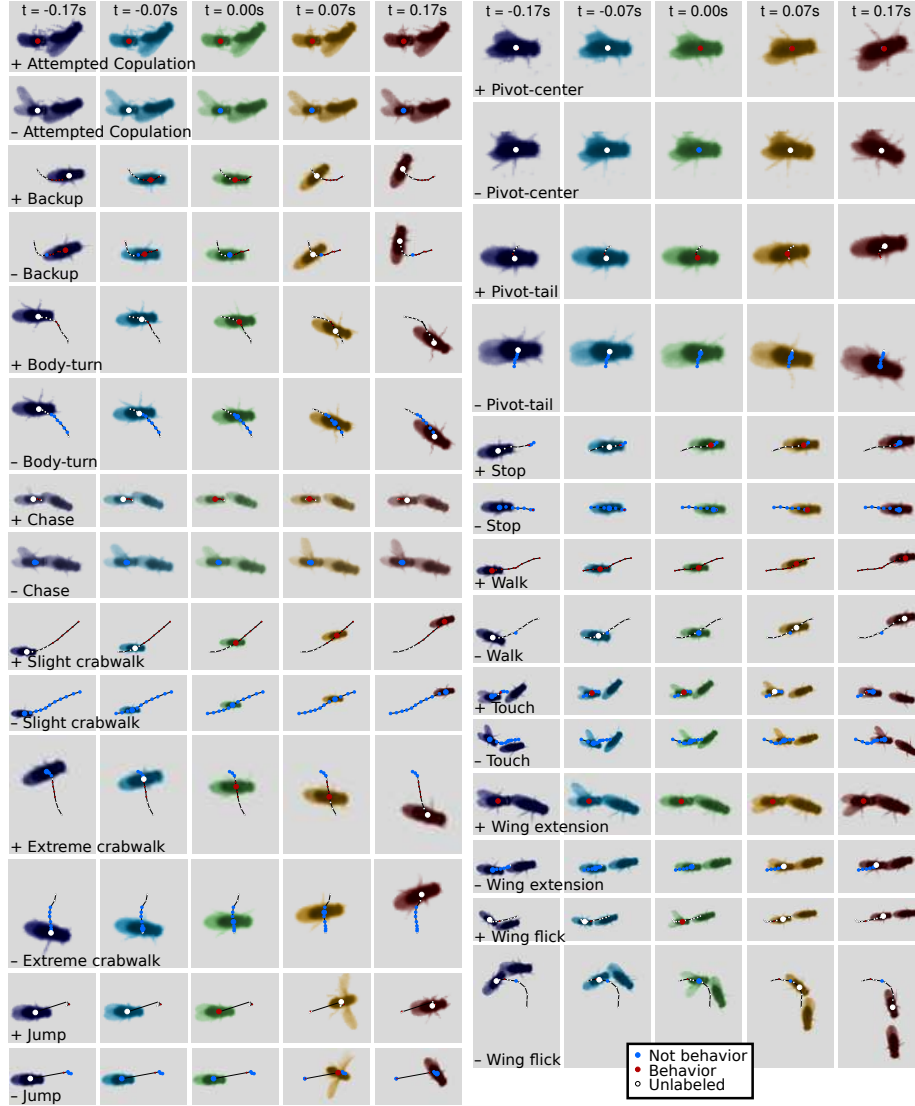 t = -0.17s t = -0.07s t = 0.00s t = 0.07s t = 0.17s
+ Attempted Copulation
– Attempted Copulation
+ Backup
– Backup
+ Body-turn
– Body-turn
+ Chase
– Chase
+ Slight crabwalk
– Slight crabwalk
+ Extreme crabwalk
– Extreme crabwalk
+ Jump
– Jump
t = -0.17s t = -0.07s t = 0.00s t = 0.07s t = 0.17s
+ Pivot-center
– Pivot-center
+ Pivot-tail
– Pivot-tail
+ Stop
– Stop
+ Walk
– Walk
+ Touch
– Touch
+ Wing extension
– Wing extension
+ Wing flick
– Wing flick
Not behavior
Behavior
Unlabeled